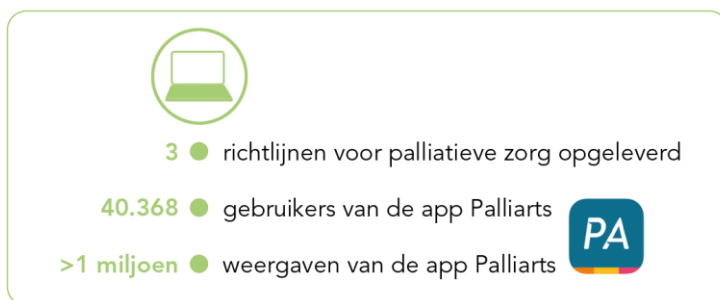 3 richtlijnen voor palliatieve zorg opgeleverd
40.368 gebruikers van de app Palliarts
PA
>1 miljoen weergaven van de app Palliarts